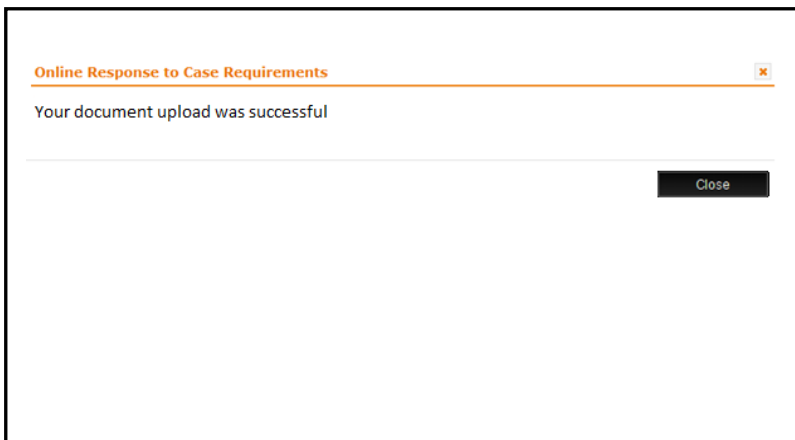 Online Response to Case Requirements
Your document upload was successful
Close